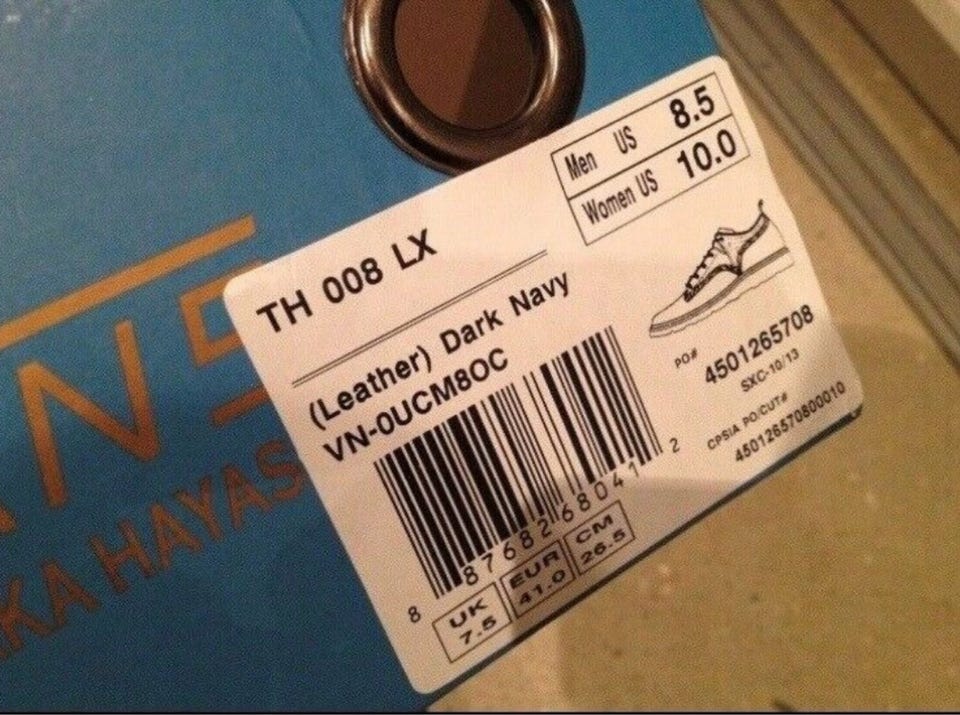 TH 008 LX
Men US 8.5
Women US 10.0
(Leather) Dark Navy
VN-0UCM8OC
8 87682 68041 2
UK EUR CM
7.5 41.0 26.5
PO#
4501265708
SXC-10/13
CPSIA PO/CUT#
450126570800010
ANS
KA HAYAS